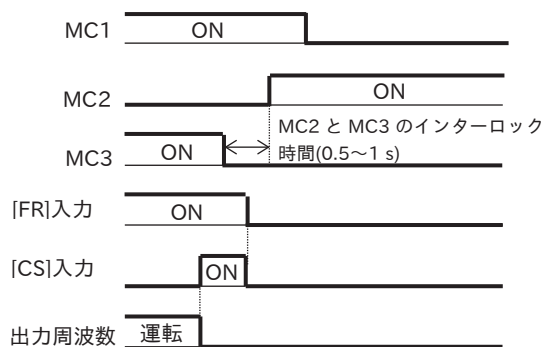 MC1 ON
MC2 ON
MC2 と MC3 のインターロック
時間(0.5～1 s)
MC3 ON
[FR]入力 ON
[CS]入力 ON
出力周波数 運転